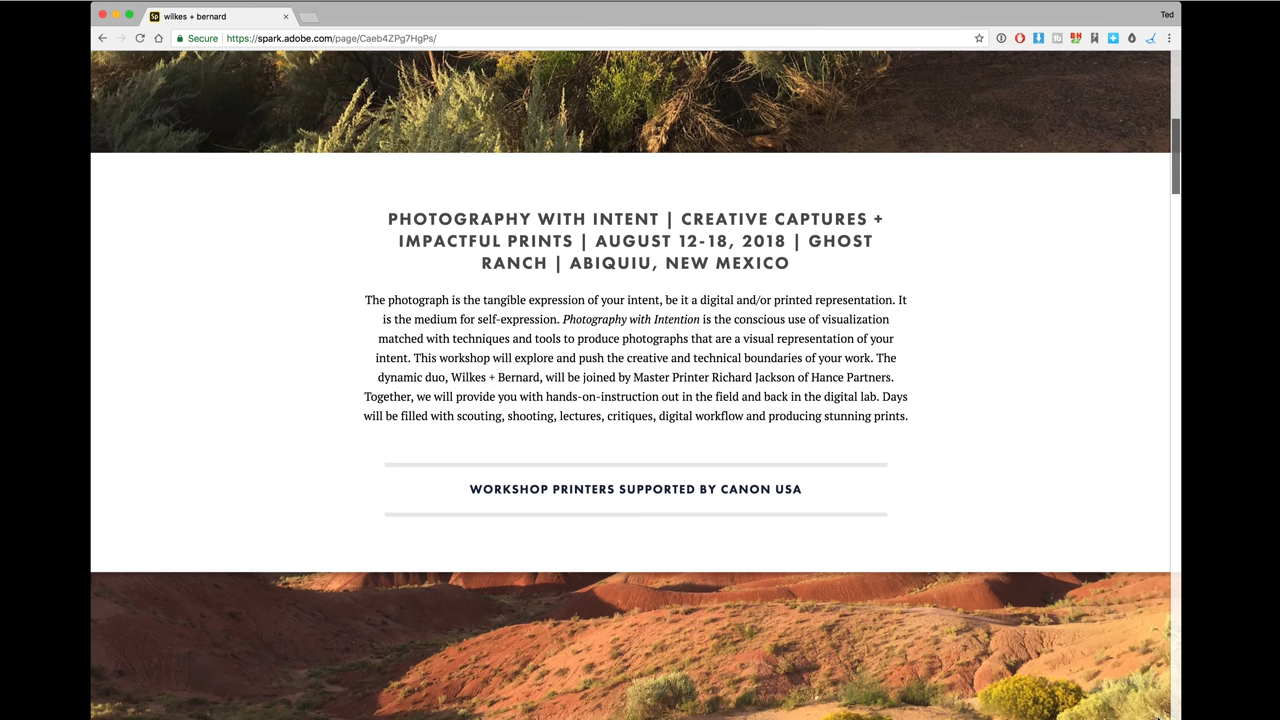 wilkes + bernard
Ted
Secure https://spark.adobe.com/page/Caeb4ZPg7HgPs/
PHOTOGRAPHY WITH INTENT | CREATIVE CAPTURES +
IMPACTFUL PRINTS | AUGUST 12-18, 2018 | GHOST
RANCH | ABIQUIU, NEW MEXICO
The photograph is the tangible expression of your intent, be it a digital and/or printed representation. It
is the medium for self-expression. Photography with Intention is the conscious use of visualization
matched with techniques and tools to produce photographs that are a visual representation of your
intent. This workshop will explore and push the creative and technical boundaries of your work. The
dynamic duo, Wilkes + Bernard, will be joined by Master Printer Richard Jackson of Hance Partners.
Together, we will provide you with hands-on-instruction out in the field and back in the digital lab. Days
will be filled with scouting, shooting, lectures, critiques, digital workflow and producing stunning prints.
WORKSHOP PRINTERS SUPPORTED BY CANON USA